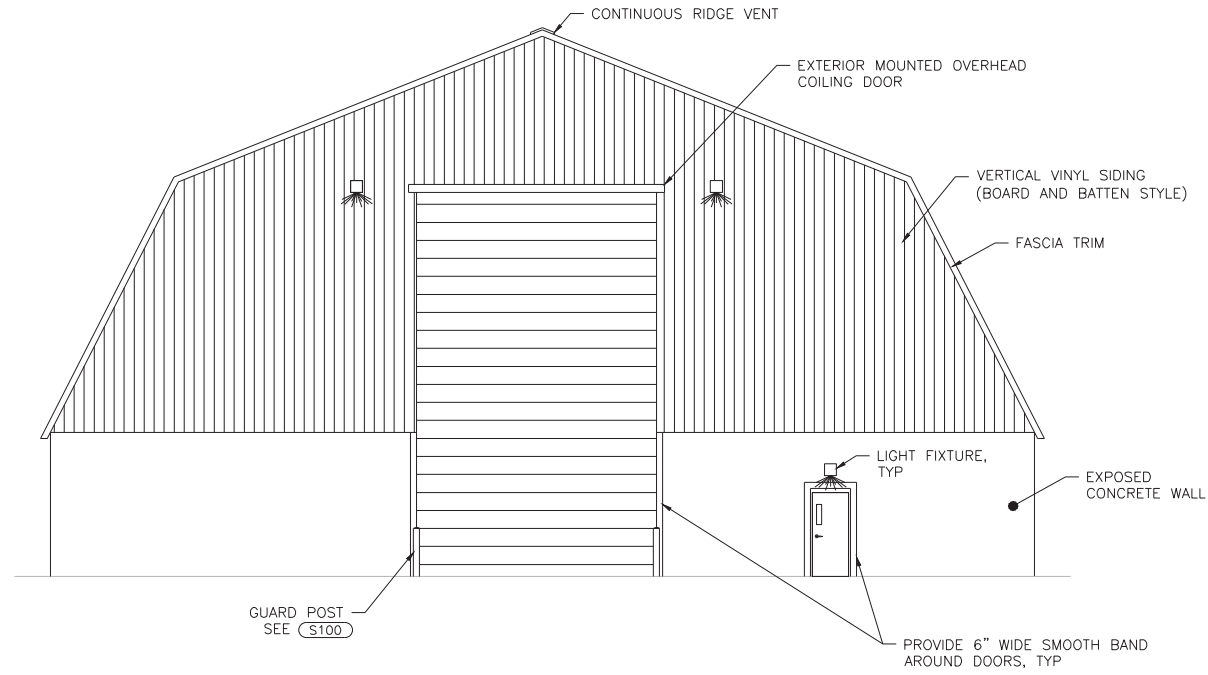 CONTINUOUS RIDGE VENT
EXTERIOR MOUNTED OVERHEAD
COILING DOOR
VERTICAL VINYL SIDING
(BOARD AND BATTEN STYLE)
FASCIA TRIM
LIGHT FIXTURE,
TYP
EXPOSED
CONCRETE WALL
GUARD POST
SEE S100
PROVIDE 6" WIDE SMOOTH BAND
AROUND DOORS, TYP